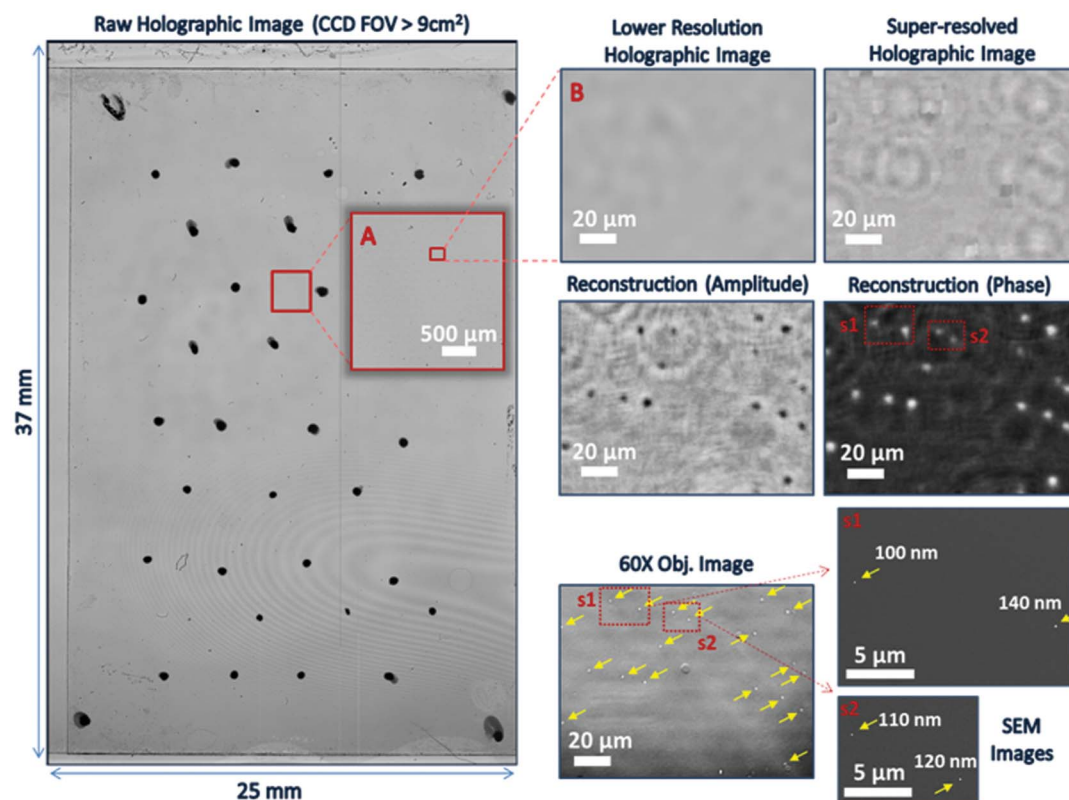 Raw Holographic Image (CCD FOV > 9cm²)
37 mm
25 mm
A
500 µm
Lower Resolution
Holographic Image
B
20 µm
Super-resolved
Holographic Image
20 µm
Reconstruction (Amplitude)
20 µm
Reconstruction (Phase)
s1
s2
20 µm
60X Obj. Image
s1
s2
20 µm
s1
100 nm
140 nm
5 µm
s2
110 nm
120 nm
5 µm
SEM
Images